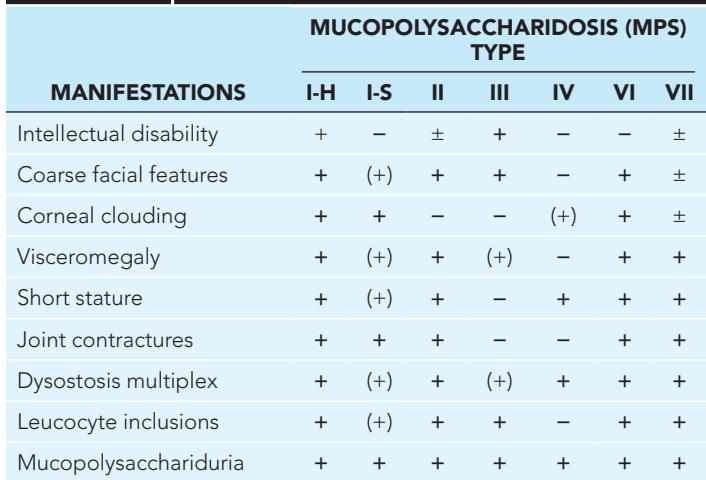 MUCOPOLYSACCHARIDOSIS (MPS)
TYPE
MANIFESTATIONS I-H I-S II III IV VI VII
Intellectual disability + − ± + − − ±
Coarse facial features + (+) + + − + ±
Corneal clouding + + − − (+) + ±
Visceromegaly + (+) + (+) − + +
Short stature + (+) + − + + +
Joint contractures + + + − − + +
Dysostosis multiplex + (+) + (+) + + +
Leucocyte inclusions + (+) + + − + +
Mucopolysacchariduria + + + + + + +